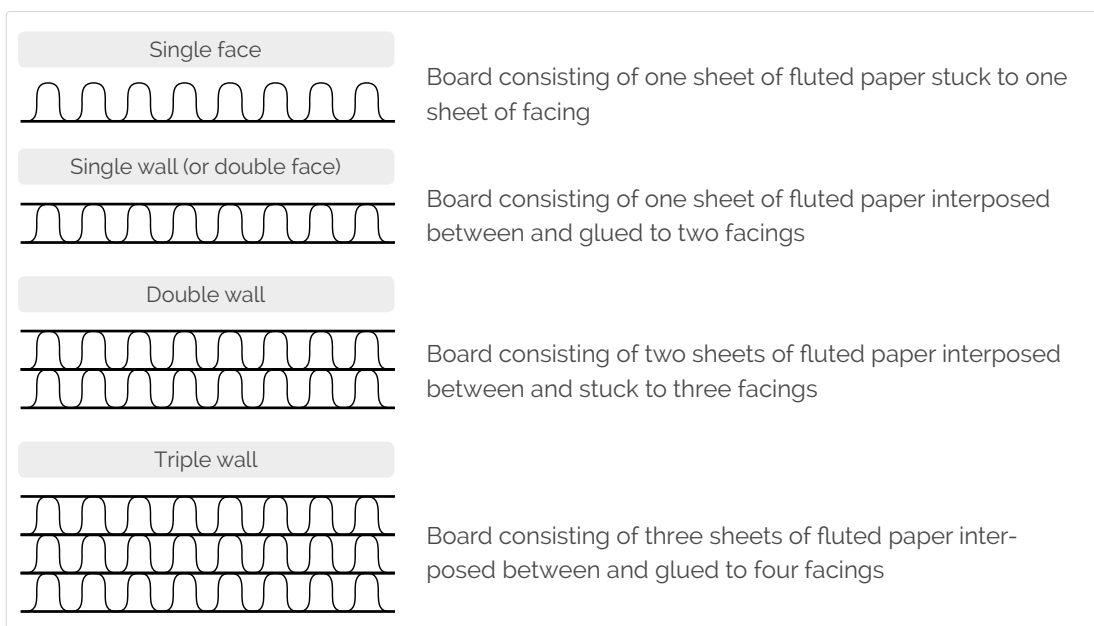 Single face
Board consisting of one sheet of fluted paper stuck to one
sheet of facing
Single wall (or double face)
Board consisting of one sheet of fluted paper interposed
between and glued to two facings
Double wall
Board consisting of two sheets of fluted paper interposed
between and stuck to three facings
Triple wall
Board consisting of three sheets of fluted paper inter-
posed between and glued to four facings